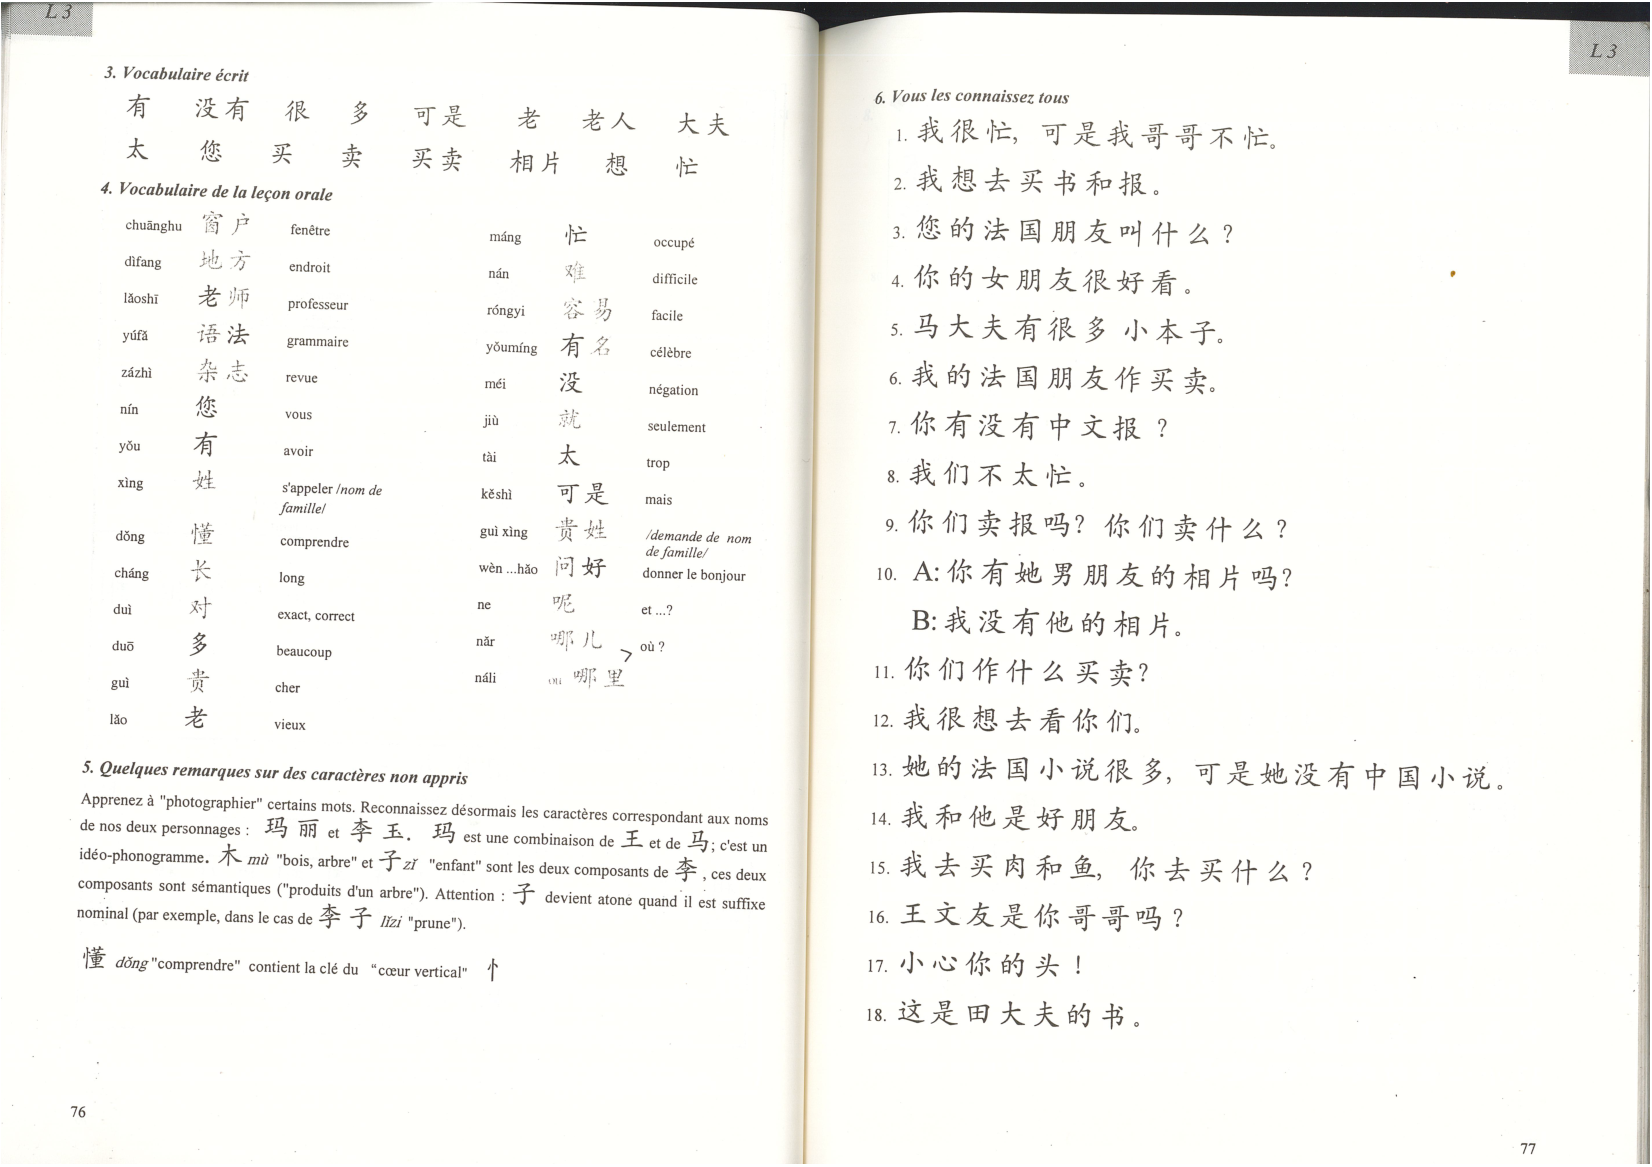 L 3
3. Vocabulaire écrit
有 没有 很 多 可是 老 老人 大夫
太 您 买 卖 买卖 相片 想 忙
4. Vocabulaire de la leçon orale
chuānghu 窗户 fenêtre
dìfang 地方 endroit
lǎoshī 老师 professeur
yúfǎ 语法 grammaire
zázhì 杂志 revue
nín 您 vous
yǒu 有 avoir
xìng 姓 s'appeler /nom de
famille/
dǒng 懂 comprendre
cháng 长 long
duì 对 exact, correct
duō 多 beaucoup
guì 贵 cher
lǎo 老 vieux
máng 忙 occupé
nán 难 difficile
róngyi 容易 facile
yǒumíng 有名 célèbre
méi 没 négation
jiù 就 seulement
tài 太 trop
kěshì 可是 mais
guì xìng 贵姓 /demande de nom
de famille/
wèn ...hǎo 问好 donner le bonjour
ne 呢 et ...?
nǎr 哪儿 où ?
náli ou 哪里
5. Quelques remarques sur des caractères non appris
Apprenez à "photographier" certains mots. Reconnaissez désormais les caractères correspondant aux noms
de nos deux personnages : 玛丽 et 李玉. 玛 est une combinaison de 王 et de 马; c'est un
idéo-phonogramme. 木 mù "bois, arbre" et 子 zǐ "enfant" sont les deux composants de 李, ces deux
composants sont sémantiques ("produits d'un arbre"). Attention : 子 devient atone quand il est suffixe
nominal (par exemple, dans le cas de 李子 lǐzi "prune").
懂 dǒng "comprendre" contient la clé du "cœur vertical" 忄
76
L 3
6. Vous les connaissez tous
1. 我很忙, 可是我哥哥不忙。
2. 我想去买书和报。
3. 您的法国朋友叫什么?
4. 你的女朋友很好看。
5. 马大夫有很多小本子。
6. 我的法国朋友作买卖。
7. 你有没有中文报?
8. 我们不太忙。
9. 你们卖报吗? 你们卖什么?
10. A: 你有她男朋友的相片吗?
B: 我没有他的相片。
11. 你们作什么买卖?
12. 我很想去看你们。
13. 她的法国小说很多, 可是她没有中国小说。
14. 我和他是好朋友。
15. 我去买肉和鱼, 你去买什么?
16. 王文友是你哥哥吗?
17. 小心你的头!
18. 这是田大夫的书。
77